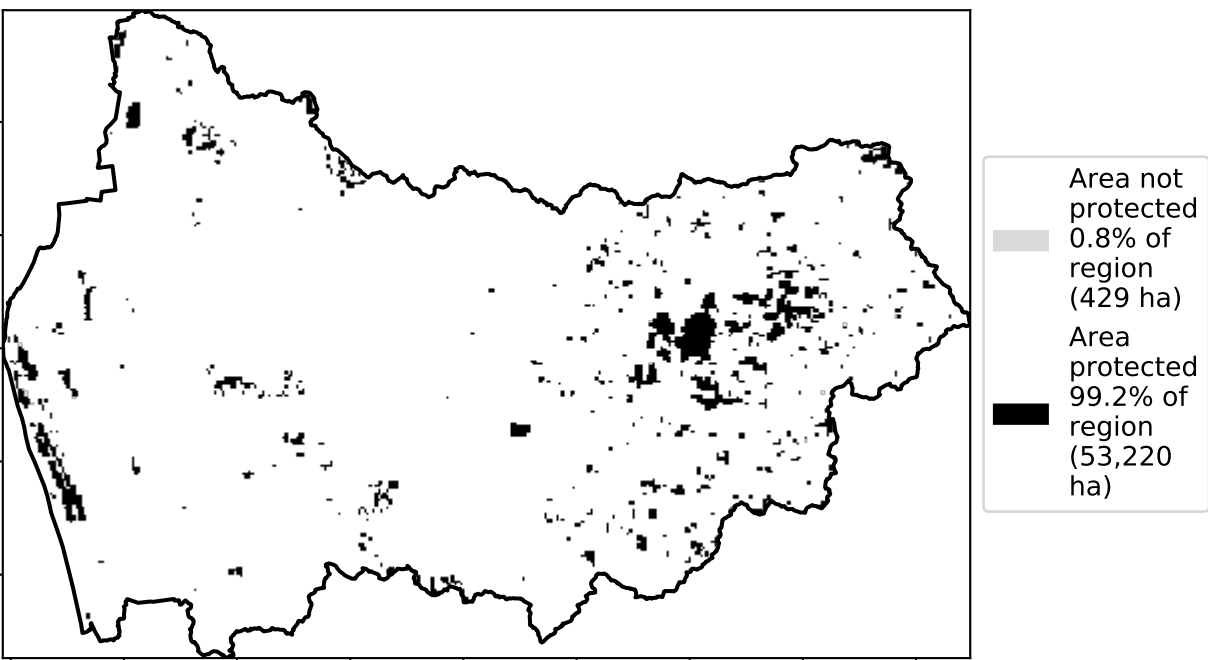 Area not
protected
0.8% of
region
(429 ha)
Area
protected
99.2% of
region
(53,220
ha)